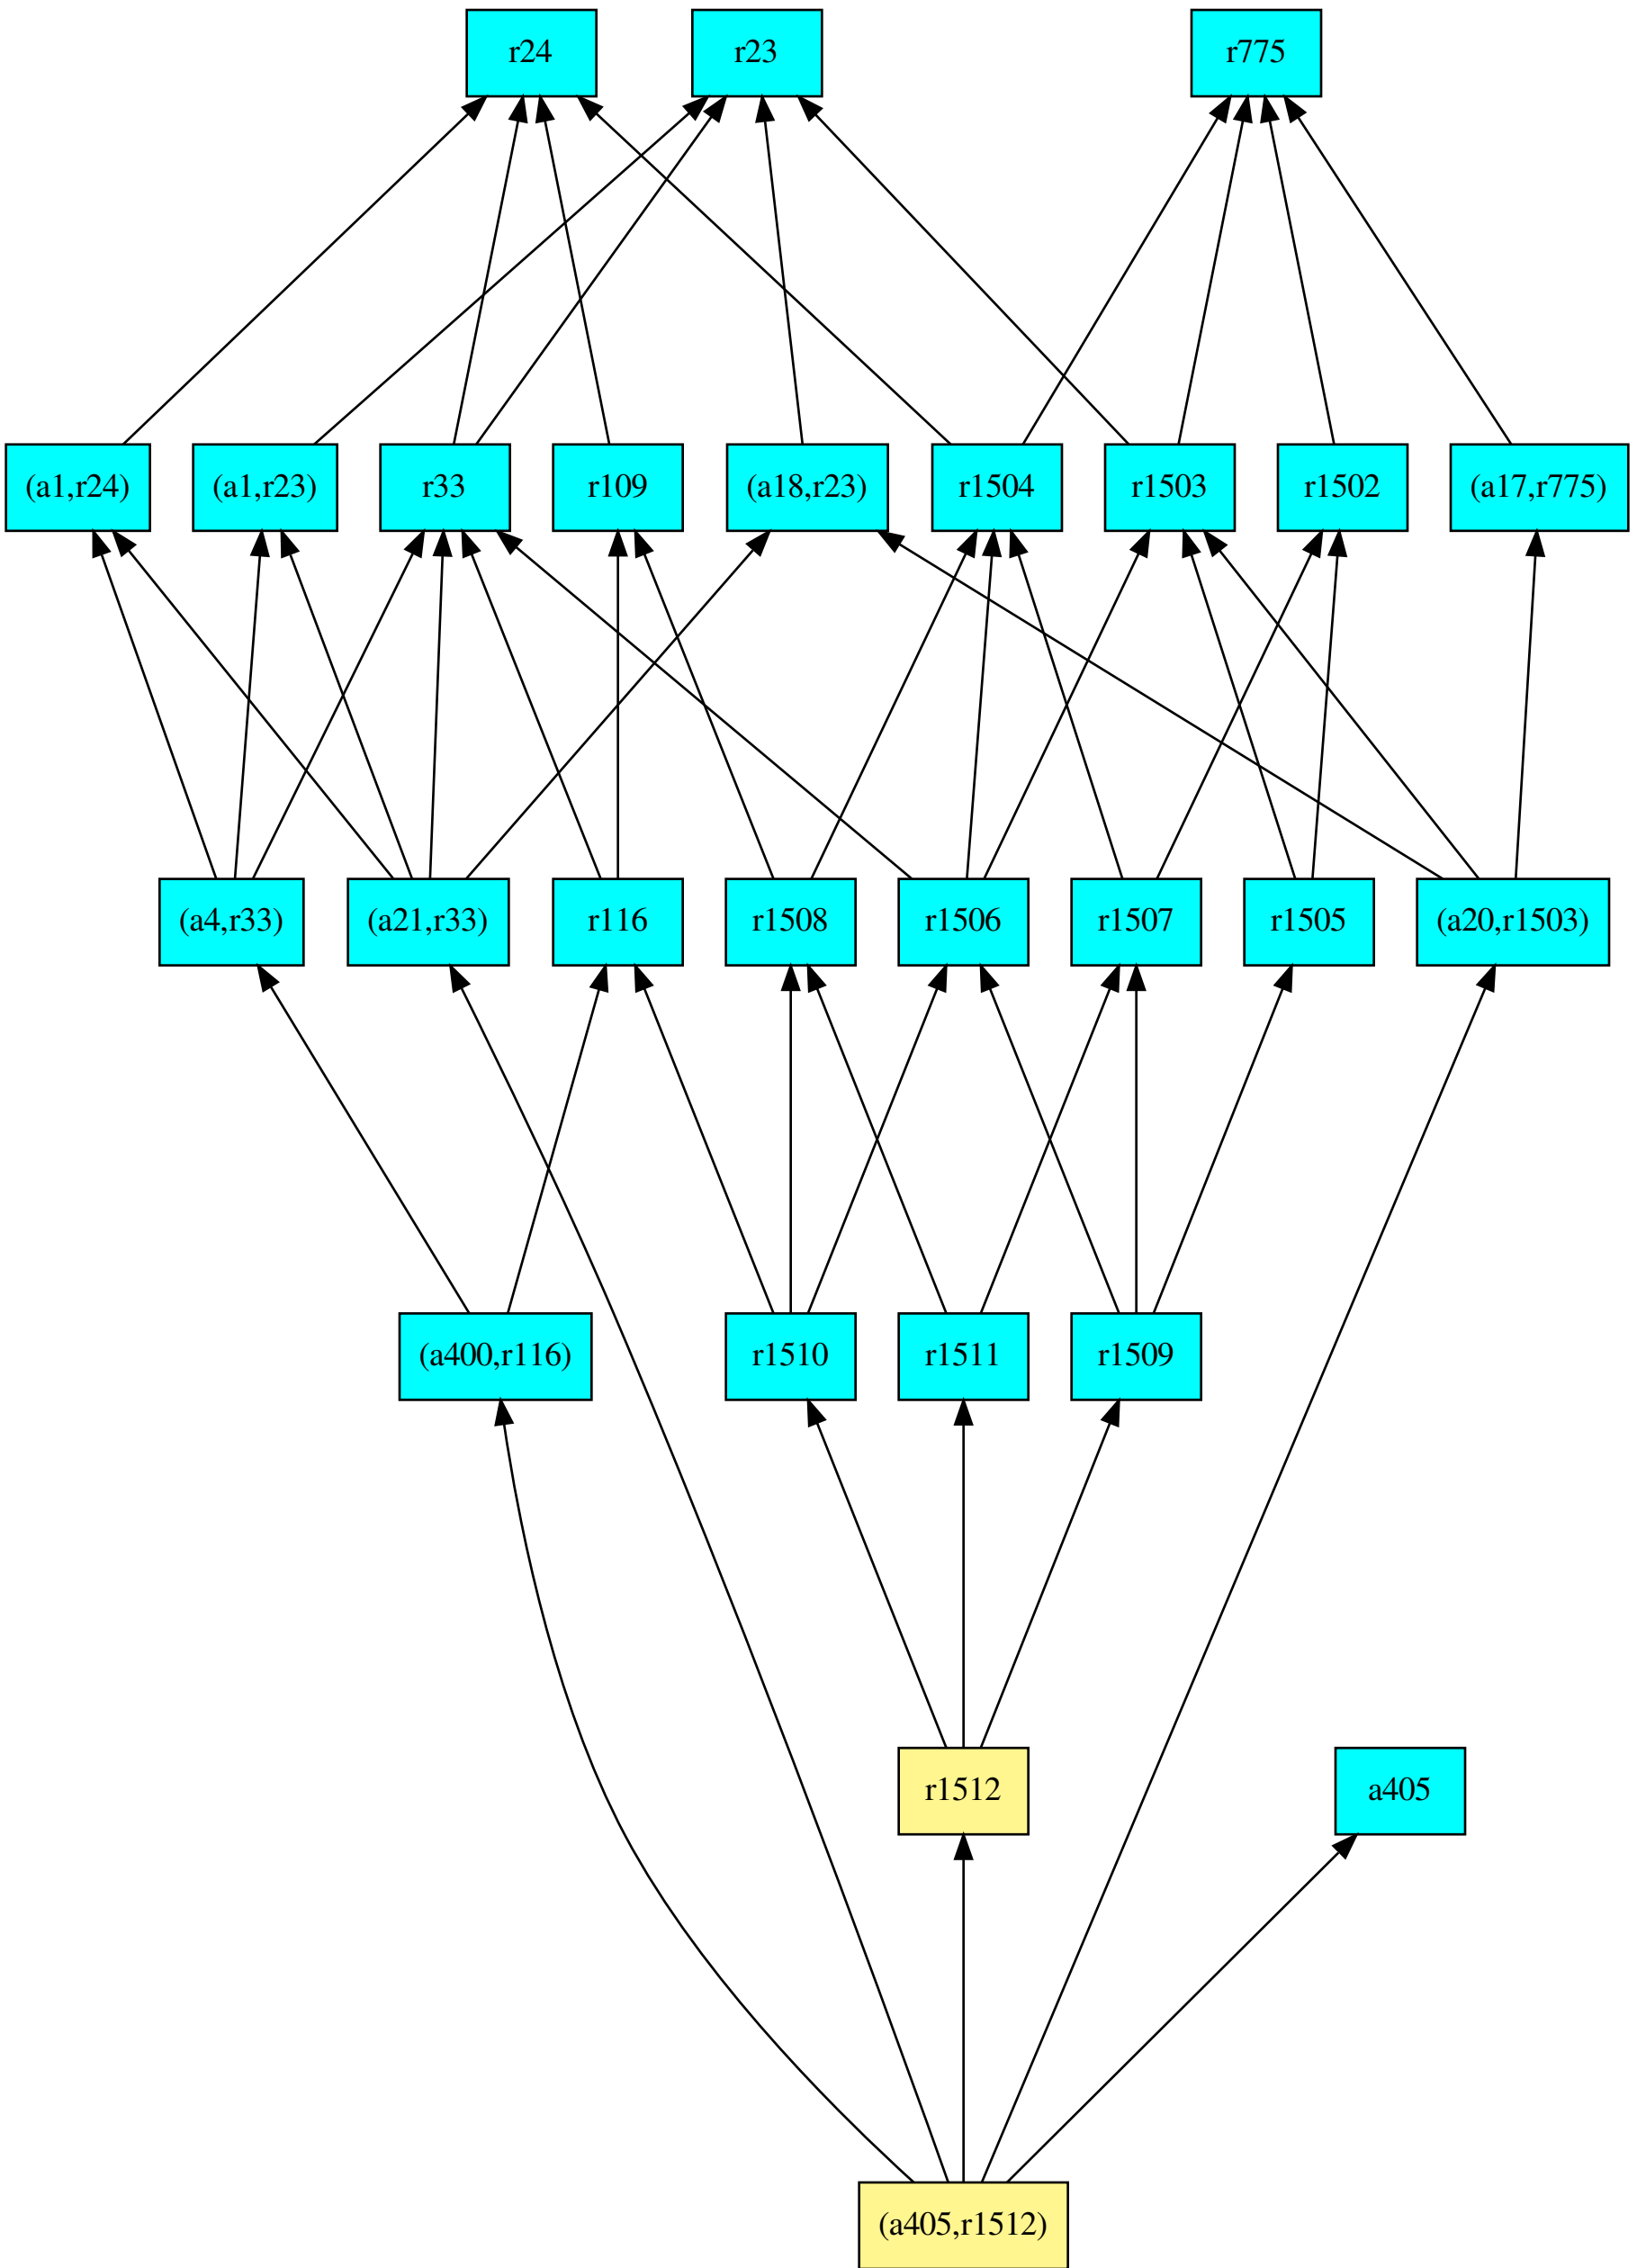 r24
r23
r775
(a1,r24)
(a1,r23)
r33
r109
(a18,r23)
r1504
r1503
r1502
(a17,r775)
(a4,r33)
(a21,r33)
r116
r1508
r1506
r1507
r1505
(a20,r1503)
(a400,r116)
r1510
r1511
r1509
r1512
a405
(a405,r1512)